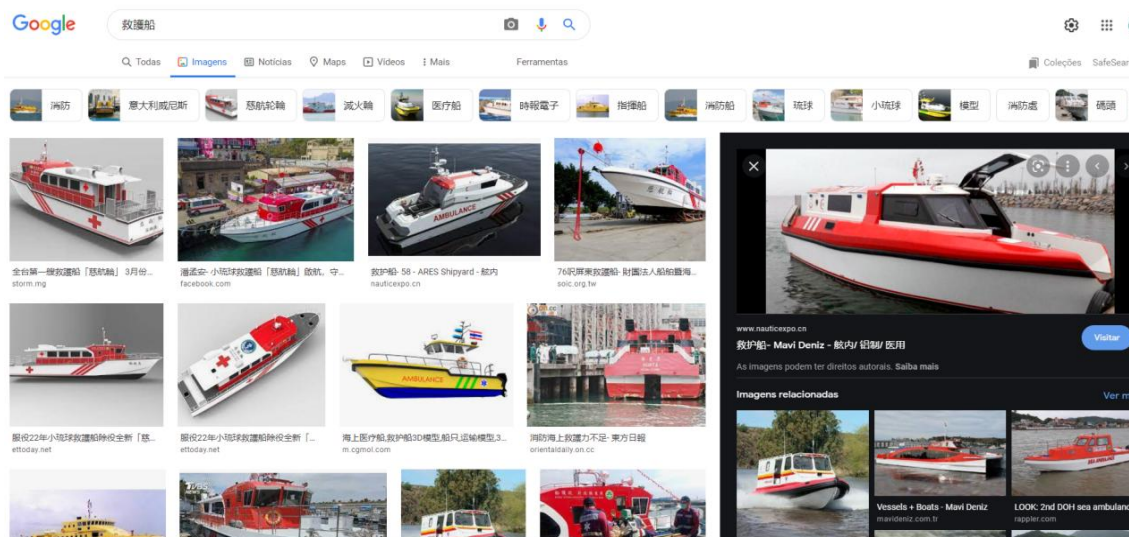 Google
救護船
Todas Imagens Notícias Maps Vídeos Mais Ferramentas
Coleções SafeSear
消防 意大利威尼斯 慈航轮輪 滅火輪 医疗船 時報電子 指揮船 消防船 琉球 小琉球 模型 消防處 碼頭
全台第一艘救護船「慈航輪」 3月份...
storm.mg
潘孟安- 小琉球救護船「慈航輪」啟航, 守...
facebook.com
AMBULANCE
救护船- 58 - ARES Shipyard - 舷内
nauticexpo.cn
76呎屏東救護船- 財團法人船舶暨海...
soic.org.tw
www.nauticexpo.cn
救护船- Mavi Deniz - 舷内/ 铝制/ 医用
Visitar
As imagens podem ter direitos autorais. Saiba mais
Imagens relacionadas
Ver m
服役22年小琉球救護船除役全新「慈...
ettoday.net
服役22年小琉球救護船除役全新「...
ettoday.net
AMBULANCE
海上医疗船,救护船3D模型,船只,运输模型,3...
m.cgmol.com
消防海上救護力不足- 東方日報
orientaldaily.on.cc
Vessels + Boats - Mavi Deniz
mavideniz.com.tr
LOOK: 2nd DOH sea ambulanc
rappler.com